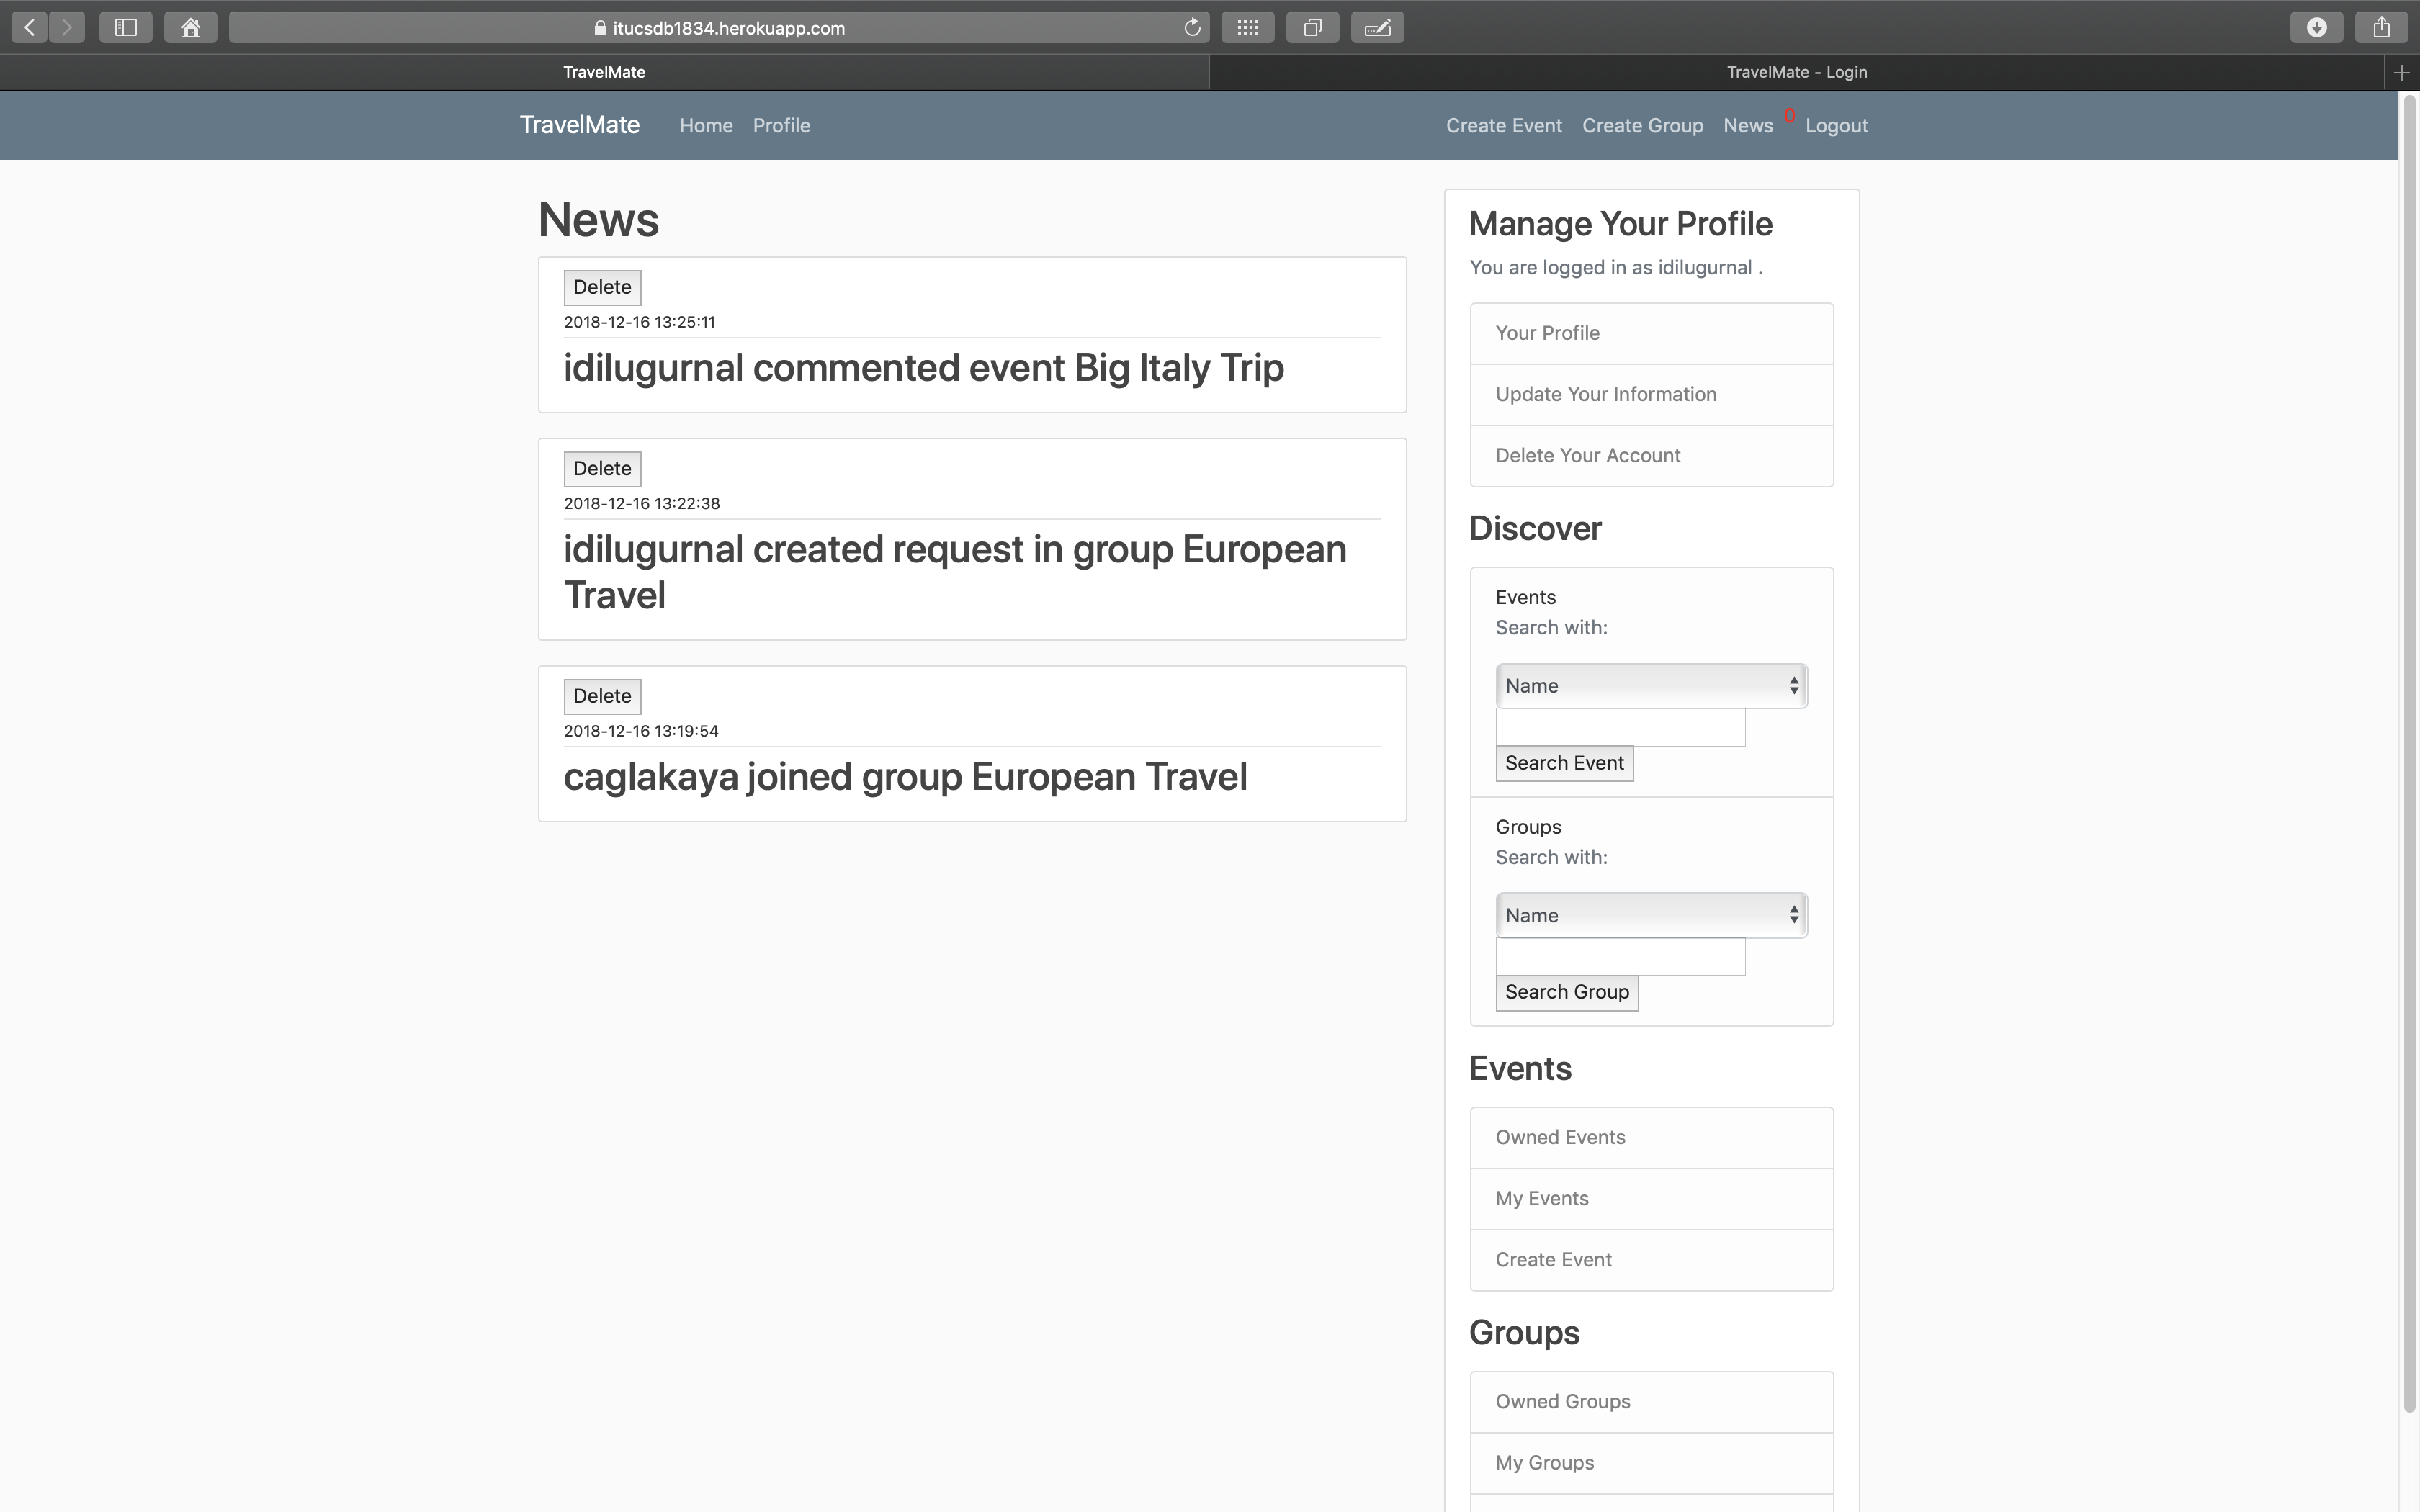 itucsdb1834.herokuapp.com
TravelMate
TravelMate - Login
TravelMate Home Profile Create Event Create Group News 0 Logout
News
Delete
2018-12-16 13:25:11
idilugurnal commented event Big Italy Trip
Delete
2018-12-16 13:22:38
idilugurnal created request in group European
Travel
Delete
2018-12-16 13:19:54
caglakaya joined group European Travel
Manage Your Profile
You are logged in as idilugurnal .
Your Profile
Update Your Information
Delete Your Account
Discover
Events
Search with:
Name
Search Event
Groups
Search with:
Name
Search Group
Events
Owned Events
My Events
Create Event
Groups
Owned Groups
My Groups